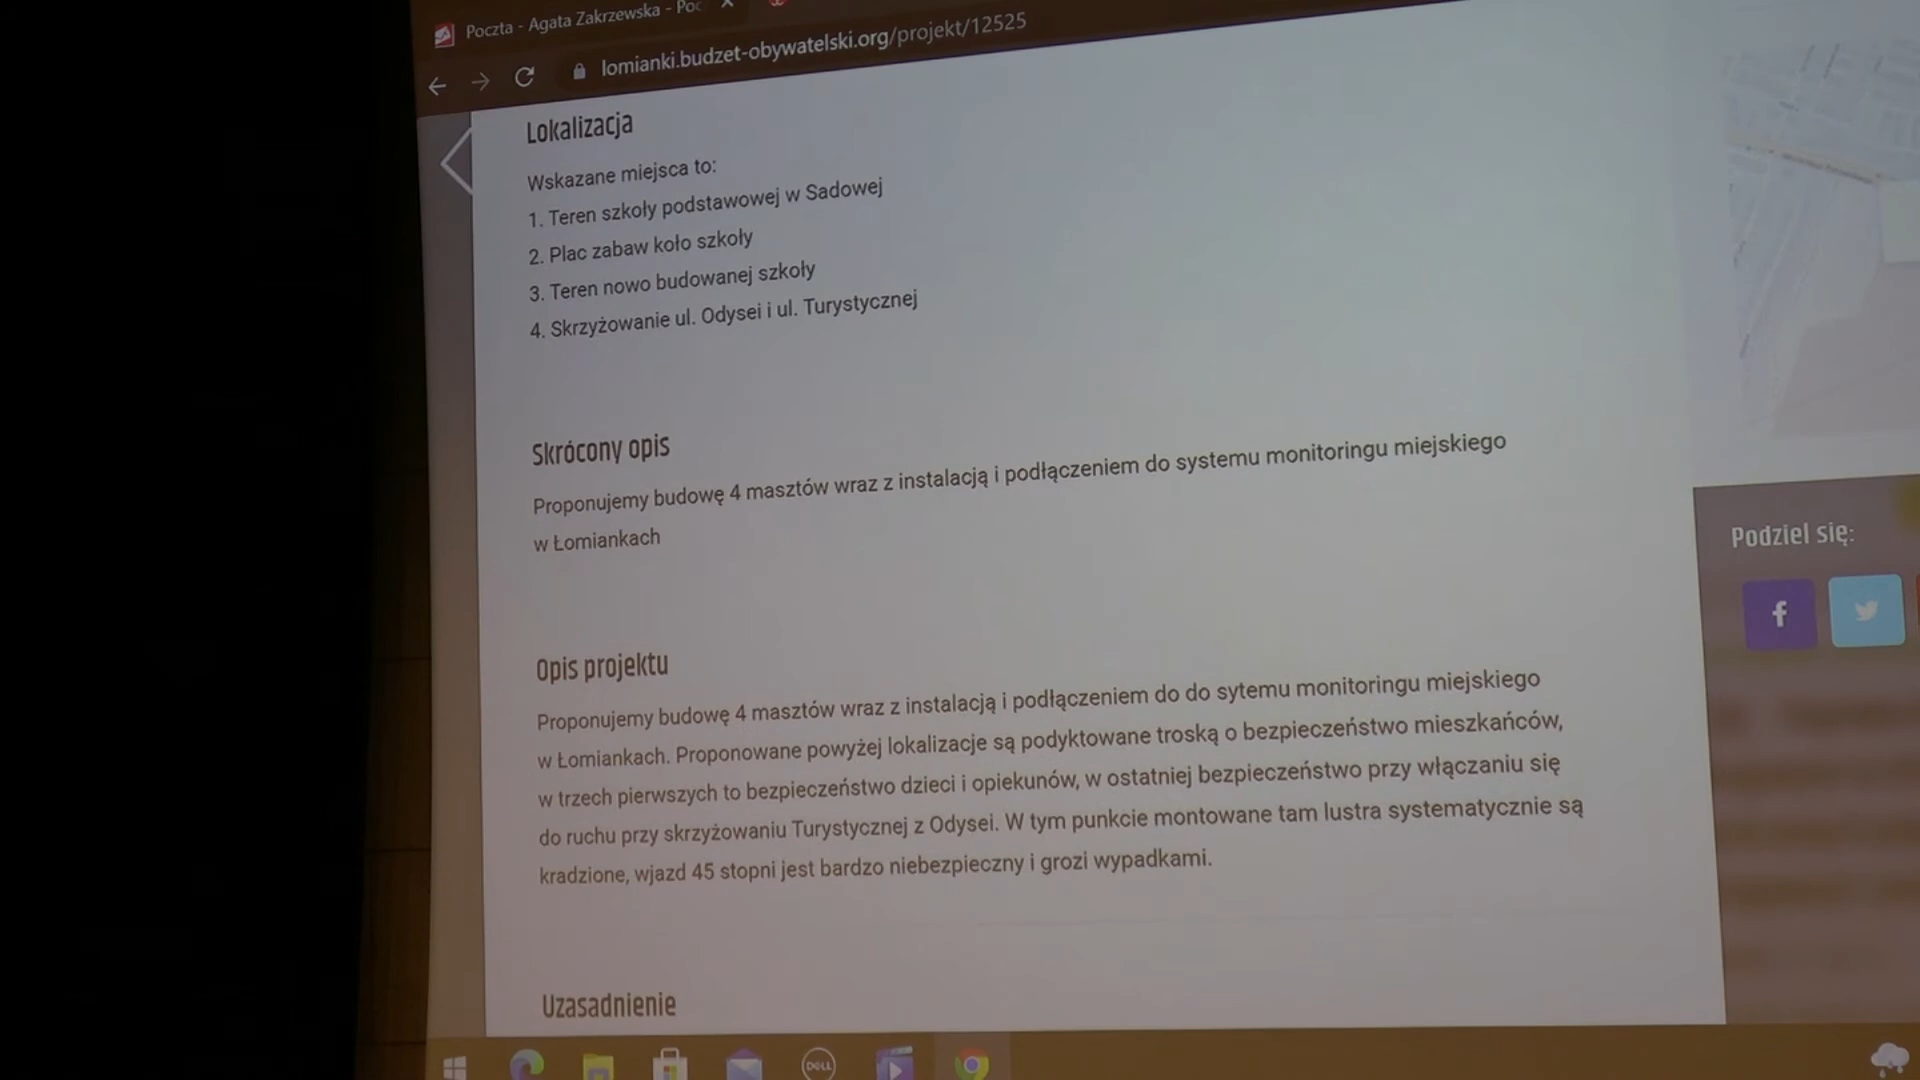 Poczta - Agata Zakrzewska - Poc
lomianki.budzet-obywatelski.org/projekt/12525
Lokalizacja
Wskazane miejsca to:
1. Teren szkoły podstawowej w Sadowej
2. Plac zabaw koło szkoły
3. Teren nowo budowanej szkoły
4. Skrzyżowanie ul. Odysei i ul. Turystycznej
Skrócony opis
Proponujemy budowę 4 masztów wraz z instalacją i podłączeniem do systemu monitoringu miejskiego
w Łomiankach
Podziel się:
Opis projektu
Proponujemy budowę 4 masztów wraz z instalacją i podłączeniem do do sytemu monitoringu miejskiego
w Łomiankach. Proponowane powyżej lokalizacje są podyktowane troską o bezpieczeństwo mieszkańców,
w trzech pierwszych to bezpieczeństwo dzieci i opiekunów, w ostatniej bezpieczeństwo przy włączaniu się
do ruchu przy skrzyżowaniu Turystycznej z Odysei. W tym punkcie montowane tam lustra systematycznie są
kradzione, wjazd 45 stopni jest bardzo niebezpieczny i grozi wypadkami.
Uzasadnienie
DELL